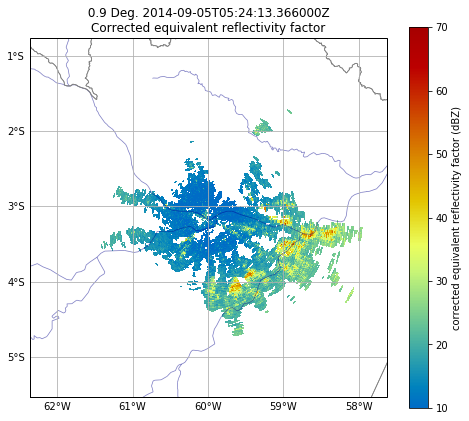 0.9 Deg. 2014-09-05T05:24:13.366000Z
Corrected equivalent reflectivity factor
1°S
2°S
3°S
4°S
5°S
62°W
61°W
60°W
59°W
58°W
70
60
50
40
30
20
10
corrected equivalent reflectivity factor (dBZ)